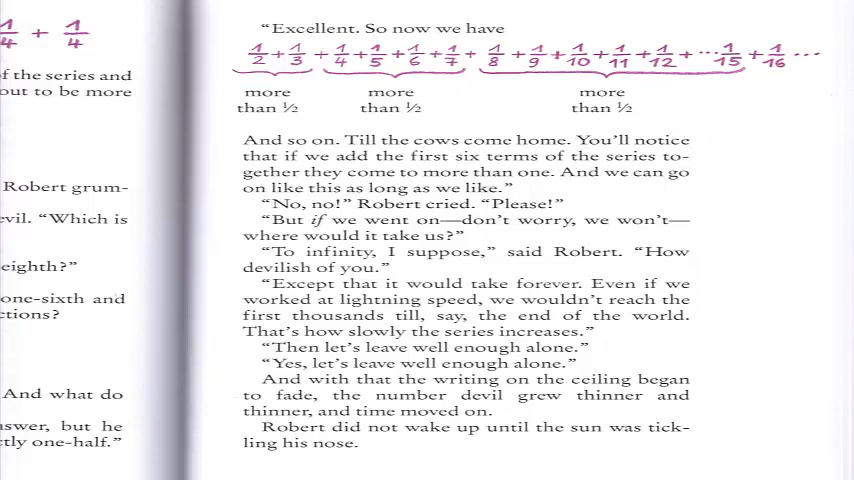 1/4 + 1/4
f the series and
out to be more
Robert grum-
evil. “Which is
eighth?”
one-sixth and
ctions?
And what do
nswer, but he
ctly one-half.”
“Excellent. So now we have
1/2 + 1/3 + 1/4 + 1/5 + 1/6 + 1/7 + 1/8 + 1/9 + 1/10 + 1/11 + 1/12 + ... 1/15 + 1/16 ...
more more more
than ½ than ½ than ½
And so on. Till the cows come home. You’ll notice
that if we add the first six terms of the series to-
gether they come to more than one. And we can go
on like this as long as we like.”
“No, no!” Robert cried. “Please!”
“But if we went on—don’t worry, we won’t—
where would it take us?”
“To infinity, I suppose,” said Robert. “How
devilish of you.”
“Except that it would take forever. Even if we
worked at lightning speed, we wouldn’t reach the
first thousands till, say, the end of the world.
That’s how slowly the series increases.”
“Then let’s leave well enough alone.”
“Yes, let’s leave well enough alone.”
And with that the writing on the ceiling began
to fade, the number devil grew thinner and
thinner, and time moved on.
Robert did not wake up until the sun was tick-
ling his nose.